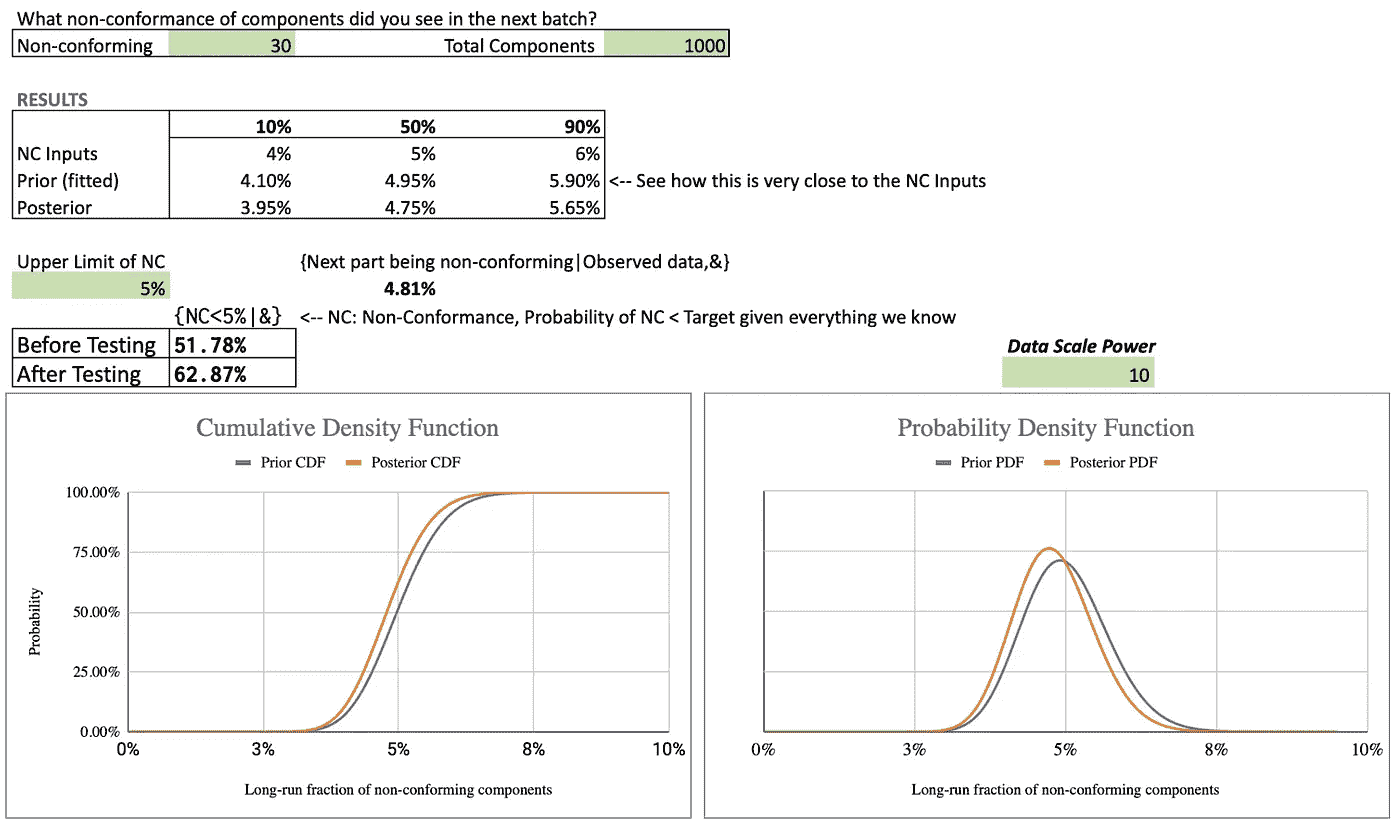 What non-conformance of components did you see in the next batch?
Non-conforming 30 Total Components 1000
RESULTS
10% 50% 90%
NC Inputs 4% 5% 6%
Prior (fitted) 4.10% 4.95% 5.90% <-- See how this is very close to the NC Inputs
Posterior 3.95% 4.75% 5.65%
Upper Limit of NC {Next part being non-conforming|Observed data,&}
5% 4.81%
{NC<5%|&} <-- NC: Non-Conformance, Probability of NC < Target given everything we know
Before Testing 51.78% Data Scale Power
After Testing 62.87% 10
Cumulative Density Function
Prior CDF Posterior CDF
100.00%
75.00%
50.00%
25.00%
0.00%
Probability
0% 3% 5% 8% 10%
Long-run fraction of non-conforming components
Probability Density Function
Prior PDF Posterior PDF
0% 3% 5% 8% 10%
Long-run fraction of non-conforming components